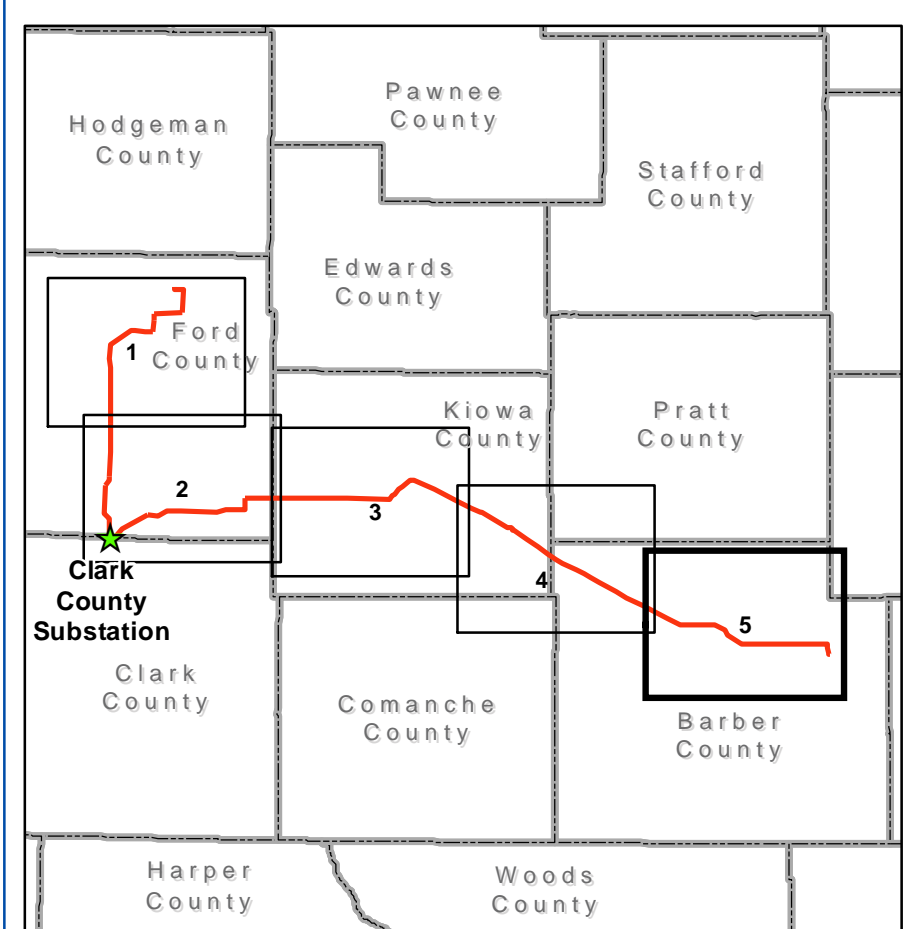 Pawnee
County
Hodgeman
County
Stafford
County
Edwards
County
Ford
County
1
Kiowa
County
Pratt
County
2
3
4
Clark
County
Substation
5
Clark
County
Comanche
County
Barber
County
Harper
County
Woods
County